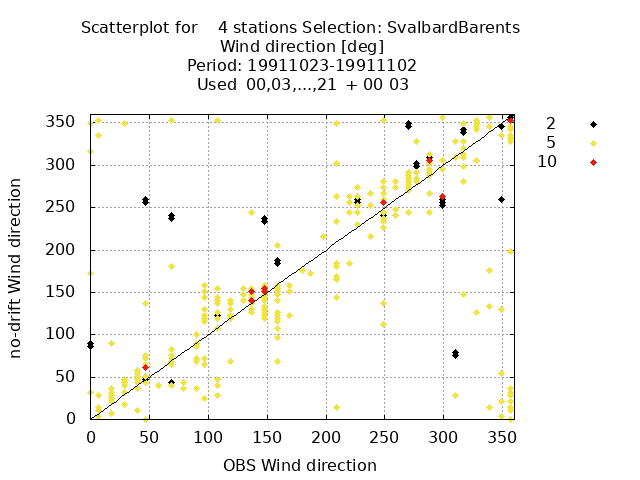 Scatterplot for 4 stations Selection: SvalbardBarents
Wind direction [deg]
Period: 19911023-19911102
Used 00,03,...,21 + 00 03
2
5
10
no-drift Wind direction
350
300
250
200
150
100
50
0
0 50 100 150 200 250 300 350
OBS Wind direction